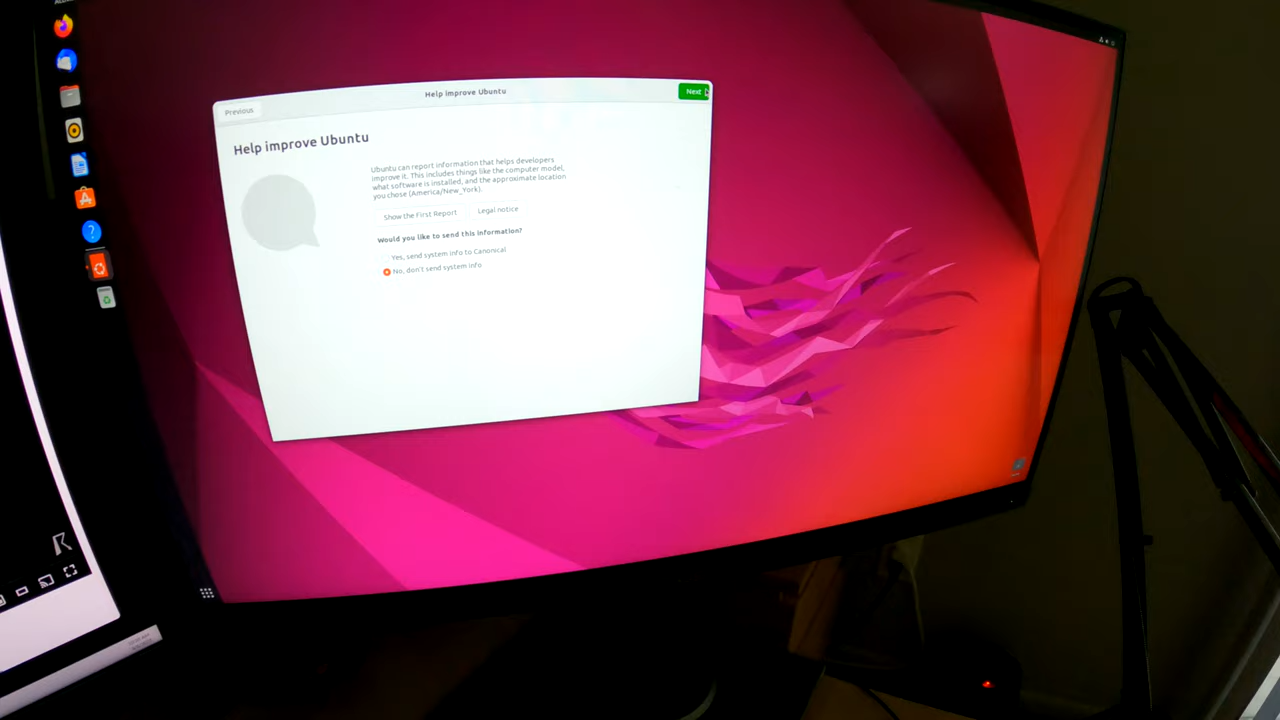 Help improve Ubuntu
Next
Previous
Help improve Ubuntu
Ubuntu can report information that helps developers
improve it. This includes things like the computer model,
what software is installed, and the approximate location
you chose (America/New_York).
Show the First Report
Legal notice
Would you like to send this information?
Yes, send system info to Canonical
No, don't send system info